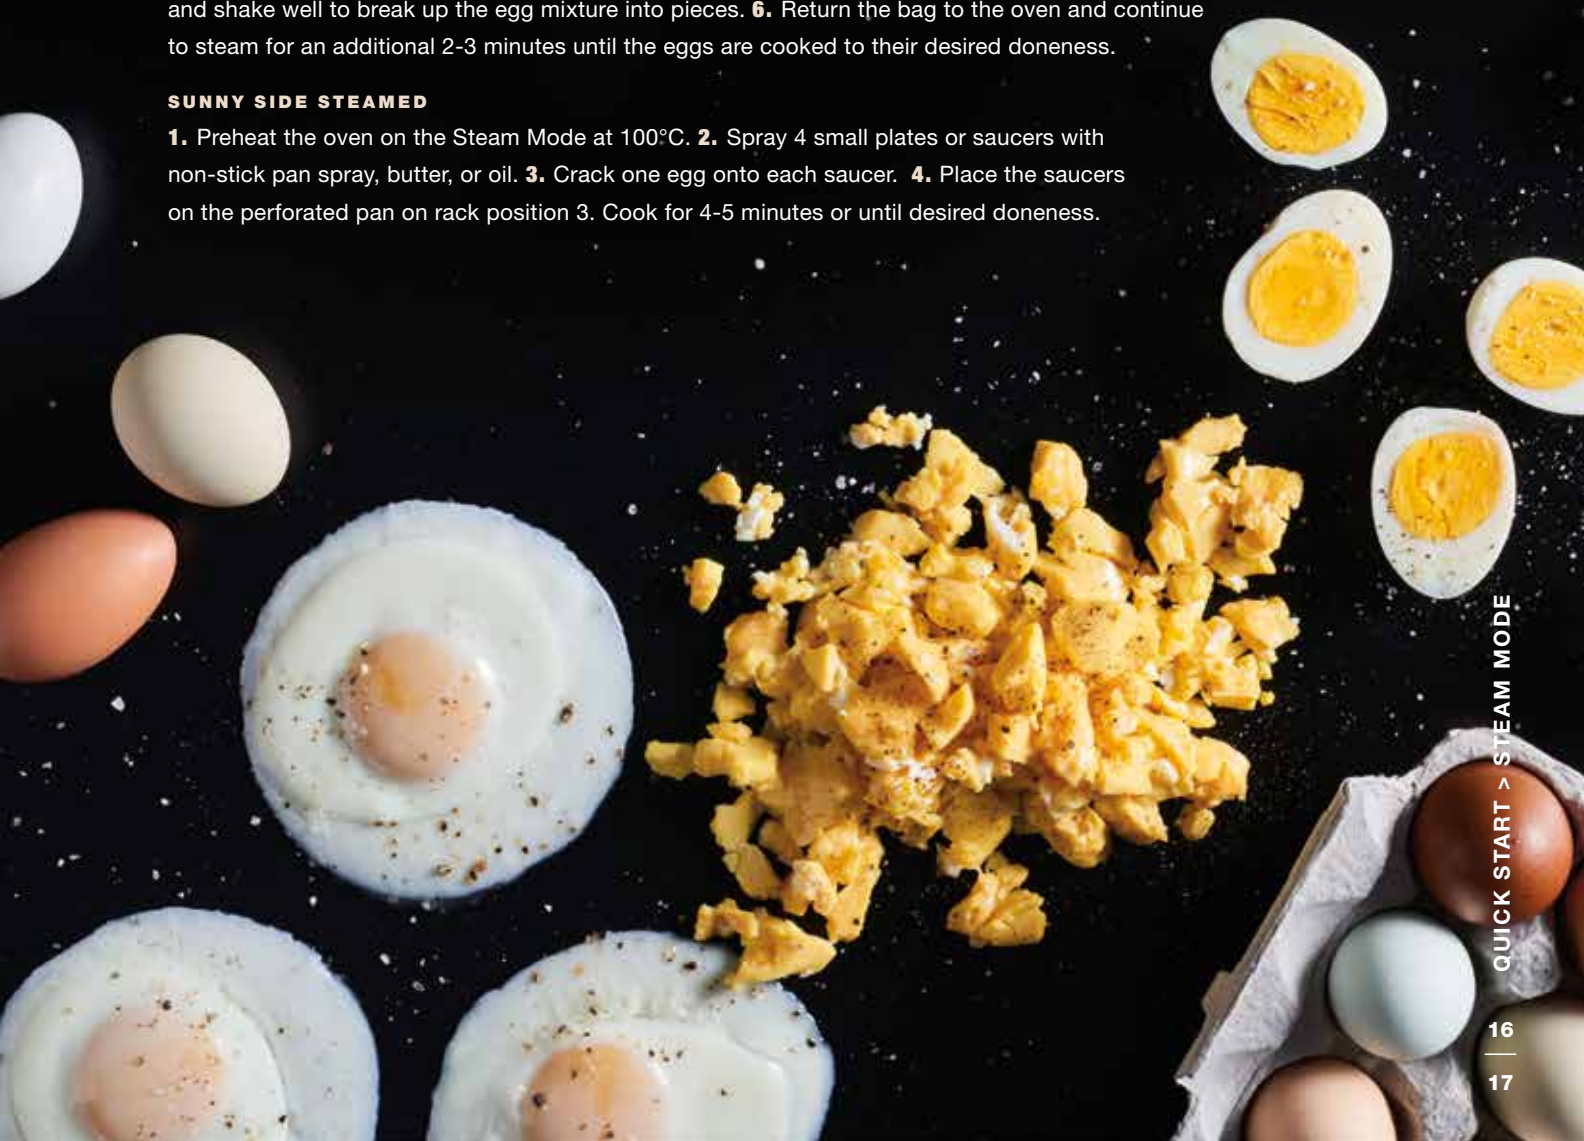 and shake well to break up the egg mixture into pieces. 6. Return the bag to the oven and continue
to steam for an additional 2-3 minutes until the eggs are cooked to their desired doneness.
SUNNY SIDE STEAMED
1. Preheat the oven on the Steam Mode at 100°C. 2. Spray 4 small plates or saucers with
non-stick pan spray, butter, or oil. 3. Crack one egg onto each saucer. 4. Place the saucers
on the perforated pan on rack position 3. Cook for 4-5 minutes or until desired doneness.
QUICK START > STEAM MODE
16
17